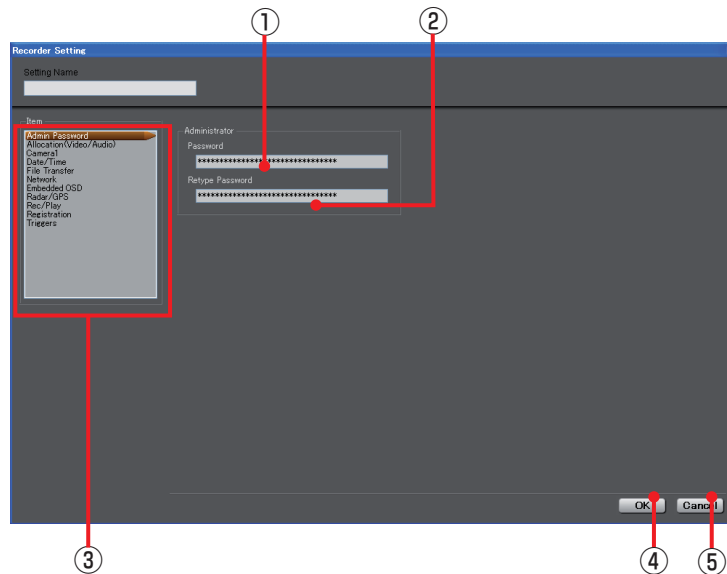 ① ②
Recorder Setting
Setting Name
Item
Admin Password
Allocation(Video/Audio)
Camera1
Date/Time
File Transfer
Network
Embedded OSD
Radar/GPS
Rec/Play
Registration
Triggers
Administrator
Password
********************************
Retype Password
********************************
OK Cancel
③ ④ ⑤